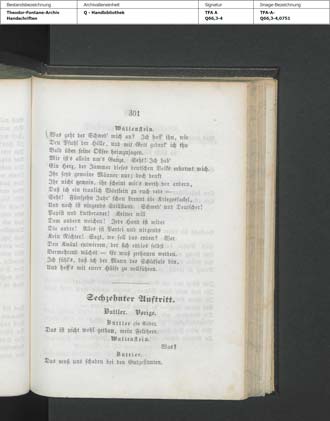 Bestandsbezeichnung
Archivalieneinheit
Signatur
Image-Bezeichnung
Theodor-Fontane-Archiv
Handschriften
Q - Handbibliothek
TFA A
Q66,3-4
TFA-A-
Q66,3-4,0751
301
Wallenstein.
Was geht der Schwed' mich an? Ich hass' ihn, wie
Den Pfuhl der Hölle, und mit Gott gedenk' ich ihn
Bald über seine Ostsee heimzujagen.
Mir ist's allein um's Ganze. Seht! Ich hab'
Ein Herz, der Jammer dieses deutschen Volks erbarmt mich.
Ihr seid gemeine Männer nur; doch denkt
Ihr nicht gemein, ihr scheint mir's werth vor andern,
Daß ich ein traulich Wörtlein zu euch rede —
Seht! Fünfzehn Jahr' schon brennt die Kriegesfackel,
Und noch ist nirgends Stillstand. Schwed' und Deutscher!
Papist und Lutheraner! Keiner will
Dem andern weichen! Jede Hand ist wider
Die andre! Alles ist Partei und nirgends
Kein Richter! Sagt, wo soll das enden? Wer
Den Knäul entwirren, der sich endlos selbst
Vermehrend wächst — Er muß zerhauen werden.
Ich fühl's, daß ich der Mann des Schicksals bin,
Und hoff's mit eurer Hülfe zu vollführen.
Sechzehnter Auftritt.
Buttler. Vorige.
Buttler
Das ist nicht wohl gethan, mein Feldherr.
Wallenstein.
Was?
Buttler.
Das muß uns schaden bei den Gutgesinnten.